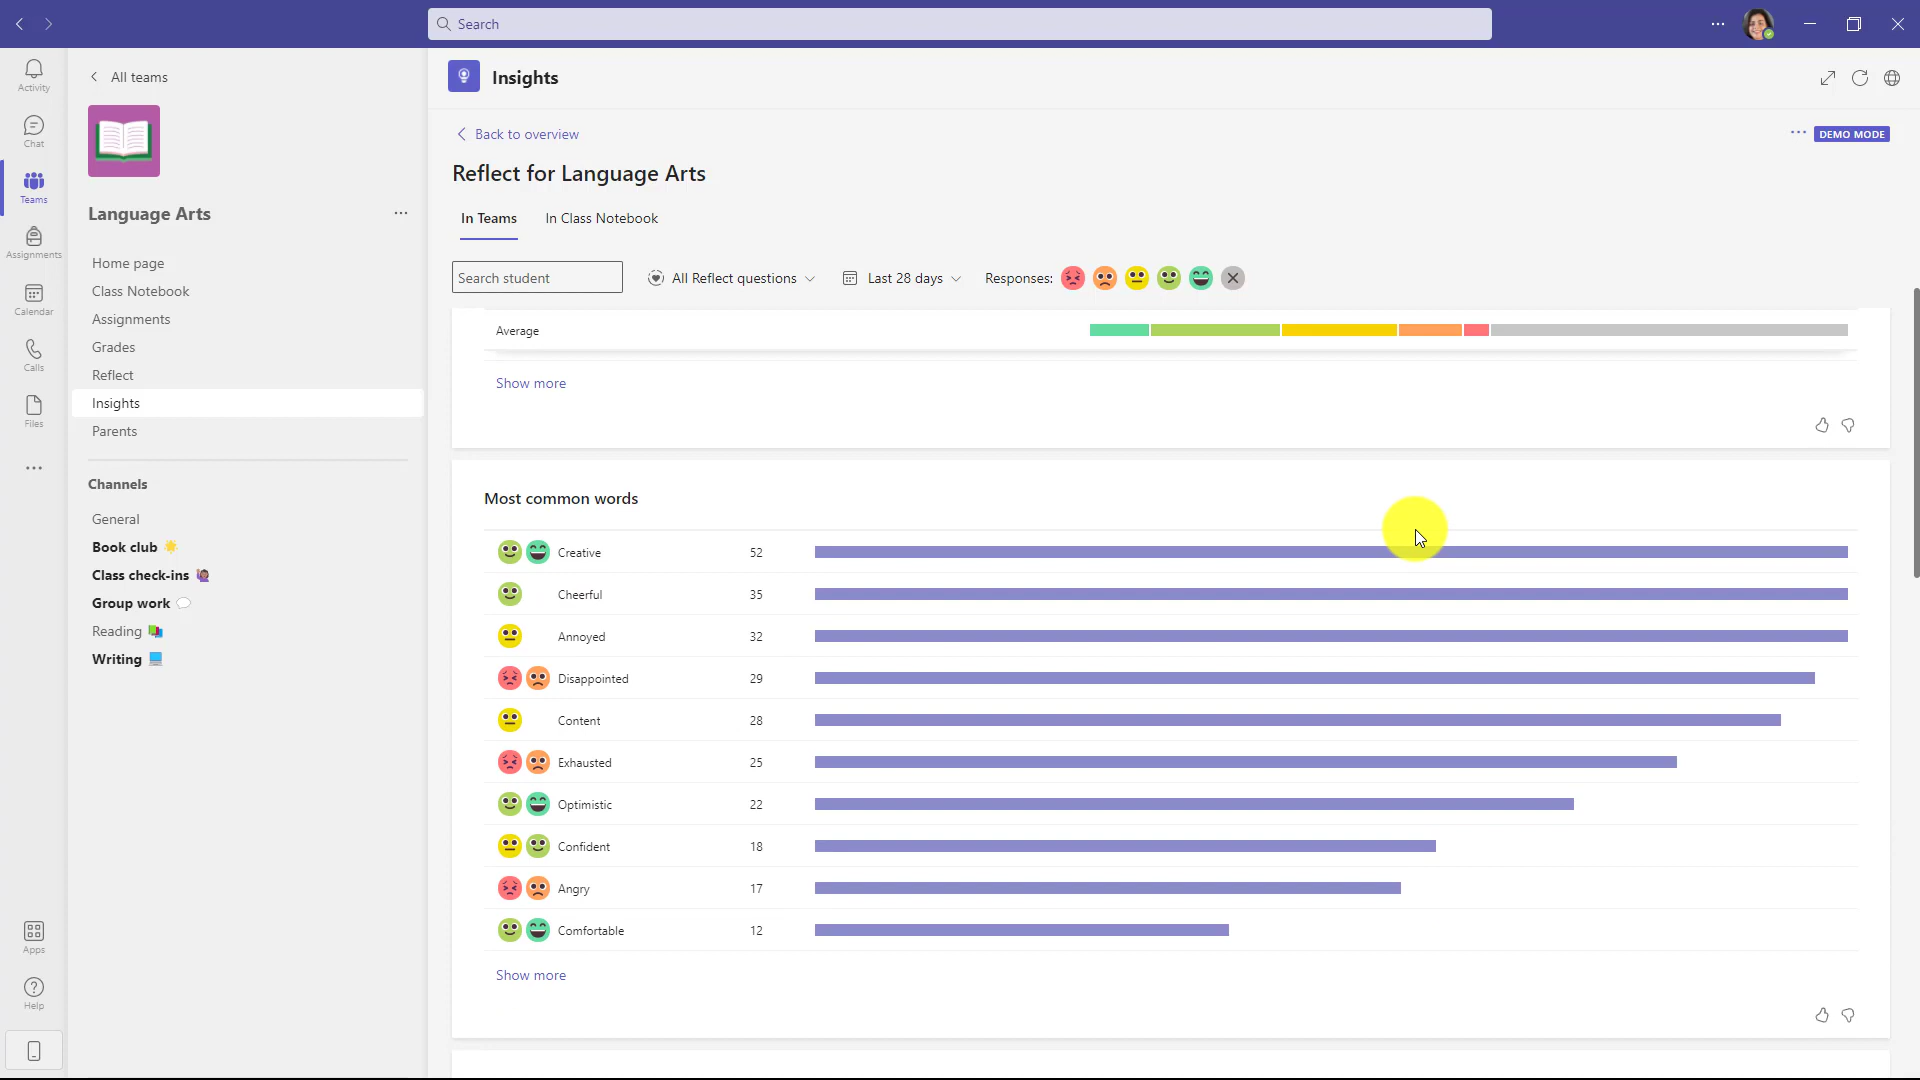 Search
Activity
Chat
Teams
Assignments
Calendar
Calls
Files
Apps
Help
All teams
Language Arts
Home page
Class Notebook
Assignments
Grades
Reflect
Insights
Parents
Channels
General
Book club
Class check-ins
Group work
Reading
Writing
Insights
Back to overview
DEMO MODE
Reflect for Language Arts
In Teams In Class Notebook
Search student All Reflect questions Last 28 days Responses:
Average
Show more
Most common words
Creative 52
Cheerful 35
Annoyed 32
Disappointed 29
Content 28
Exhausted 25
Optimistic 22
Confident 18
Angry 17
Comfortable 12
Show more